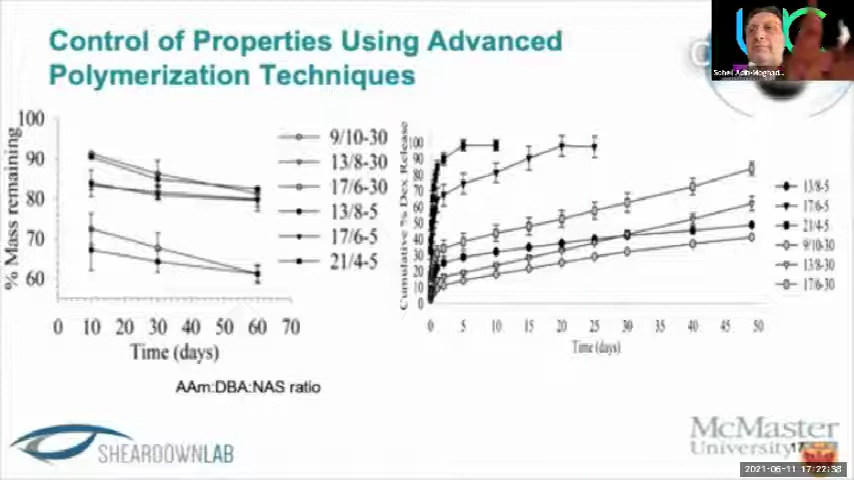 Control of Properties Using Advanced
Polymerization Techniques
% Mass remaining
100
90
80
70
60
0 10 20 30 40 50 60 70
Time (days)
9/10-30
13/8-30
17/6-30
13/8-5
17/6-5
21/4-5
AAm:DBA:NAS ratio
Cumulative % Dex Release
100
90
80
70
60
50
40
30
20
10
0
0 5 10 15 20 25 30 35 40 45 50
Time (days)
13/8-5
17/6-5
21/4-5
9/10-30
13/8-30
17/6-30
SHEARDOWNLAB
McMaster
University
17
2021-06-11 17:22:38